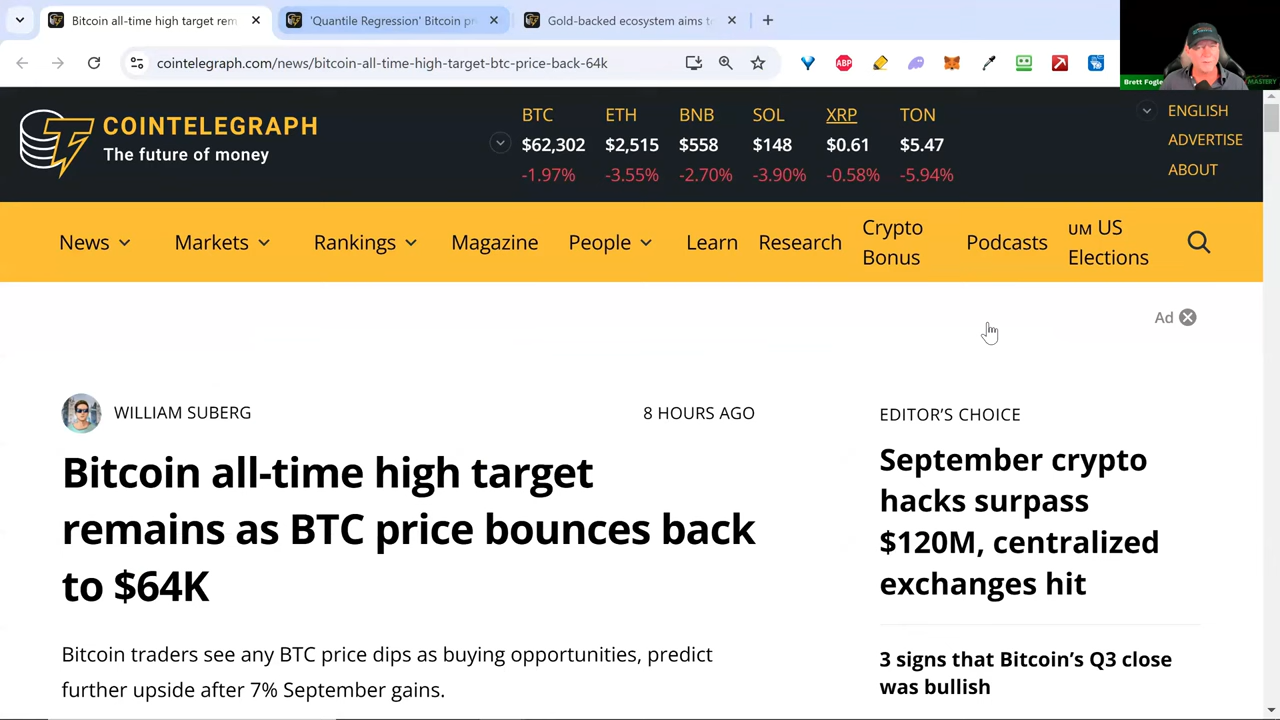 Bitcoin all-time high target rem
'Quantile Regression' Bitcoin pr
Gold-backed ecosystem aims t
cointelegraph.com/news/bitcoin-all-time-high-target-btc-price-back-64k
ABP
Brett Fogle
MASTERY
COINTELEGRAPH
The future of money
BTC ETH BNB SOL XRP TON
$62,302 $2,515 $558 $148 $0.61 $5.47
-1.97% -3.55% -2.70% -3.90% -0.58% -5.94%
ENGLISH
ADVERTISE
ABOUT
News Markets Rankings Magazine People Learn Research Crypto Bonus Podcasts UM US Elections
Ad
WILLIAM SUBERG 8 HOURS AGO
Bitcoin all-time high target
remains as BTC price bounces back
to $64K
Bitcoin traders see any BTC price dips as buying opportunities, predict
further upside after 7% September gains.
EDITOR'S CHOICE
September crypto
hacks surpass
$120M, centralized
exchanges hit
3 signs that Bitcoin's Q3 close
was bullish